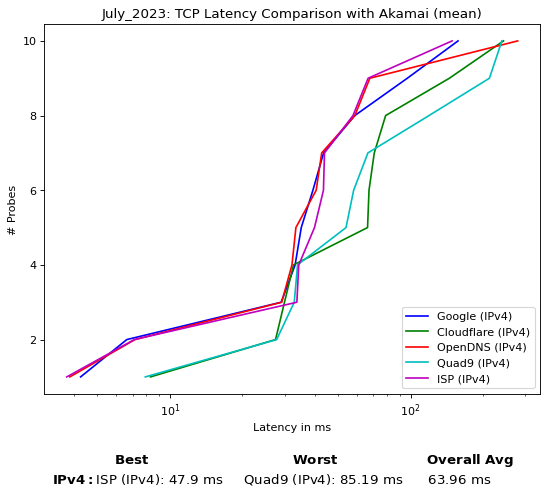 July_2023: TCP Latency Comparison with Akamai (mean)
10
8
6
4
2
# Probes
10¹
10²
Latency in ms
Google (IPv4)
Cloudflare (IPv4)
OpenDNS (IPv4)
Quad9 (IPv4)
ISP (IPv4)
Best Worst Overall Avg
IPv4: ISP (IPv4): 47.9 ms Quad9 (IPv4): 85.19 ms 63.96 ms